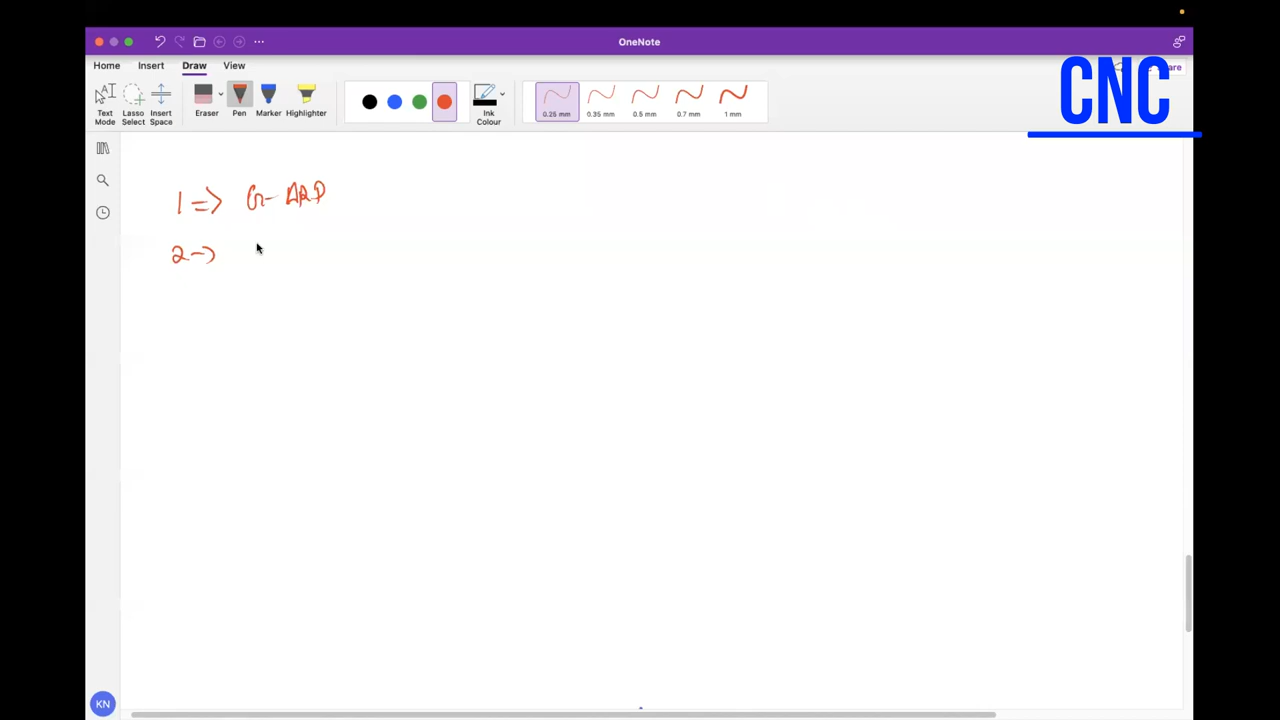 OneNote
Home Insert Draw View
are
CNC
Text Mode
Lasso Select
Insert Space
Eraser
Pen
Marker
Highlighter
Ink Colour
0.25 mm
0.35 mm
0.5 mm
0.7 mm
1 mm
1 => G-ARP
2 ->
KN